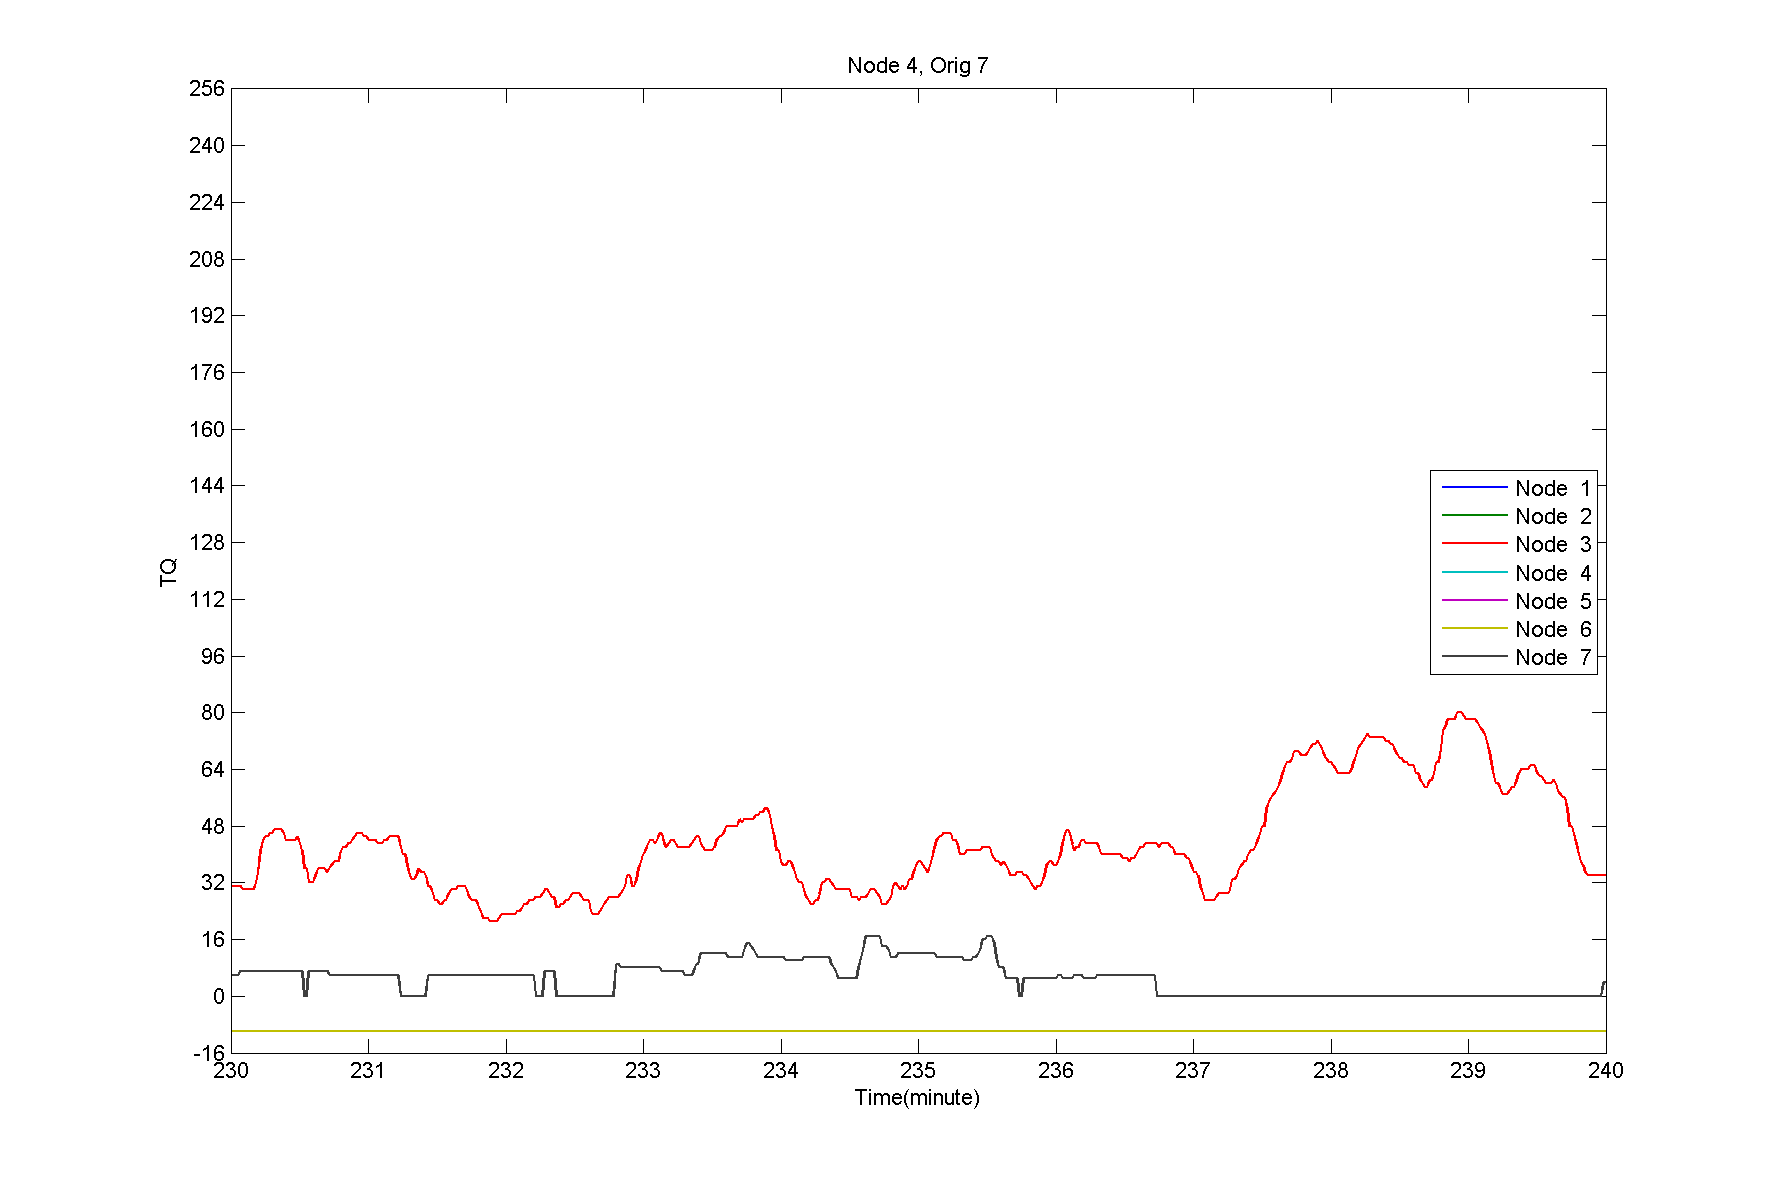 Node 4, Orig 7
256
240
224
208
192
176
160
144
128
112
96
80
64
48
32
16
0
-16
TQ
Node 1
Node 2
Node 3
Node 4
Node 5
Node 6
Node 7
230 231 232 233 234 235 236 237 238 239 240
Time(minute)